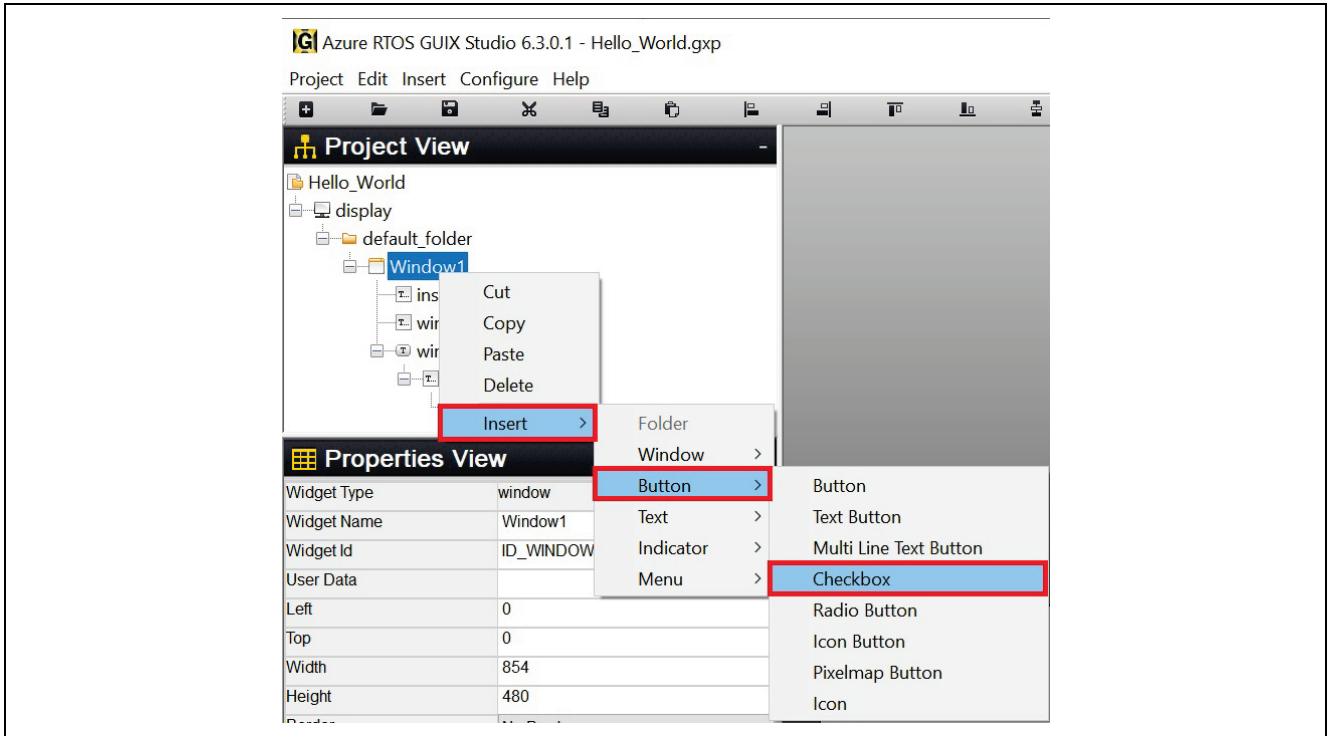 Azure RTOS GUIX Studio 6.3.0.1 - Hello_World.gxp
Project Edit Insert Configure Help
Project View
Hello_World
display
default_folder
Window1
ins
Cut
win
Copy
win
Paste
Delete
Insert
Folder
Window
Button
Text
Indicator
Menu
Button
Text Button
Multi Line Text Button
Checkbox
Radio Button
Icon Button
Pixelmap Button
Icon
Properties View
Widget Type window
Widget Name Window1
Widget Id ID_WINDOW
User Data
Left 0
Top 0
Width 854
Height 480